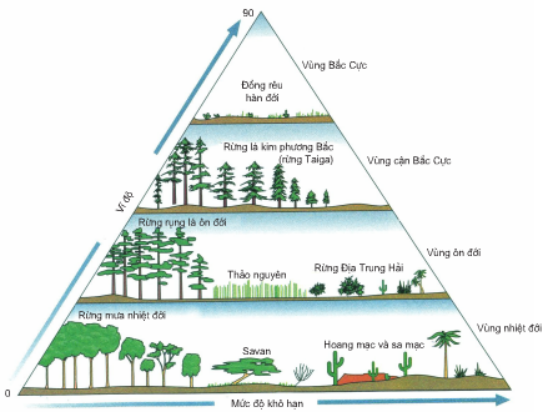 90
Vùng Bắc Cực
Đồng rêu
hàn đới
Rừng lá kim phương Bắc
(rừng Taiga)
Vùng cận Bắc Cực
Vĩ độ
Rừng rụng lá ôn đới
Vùng ôn đới
Rừng Địa Trung Hải
Thảo nguyên
Rừng mưa nhiệt đới
Vùng nhiệt đới
Savan
Hoang mạc và sa mạc
0
Mức độ khô hạn